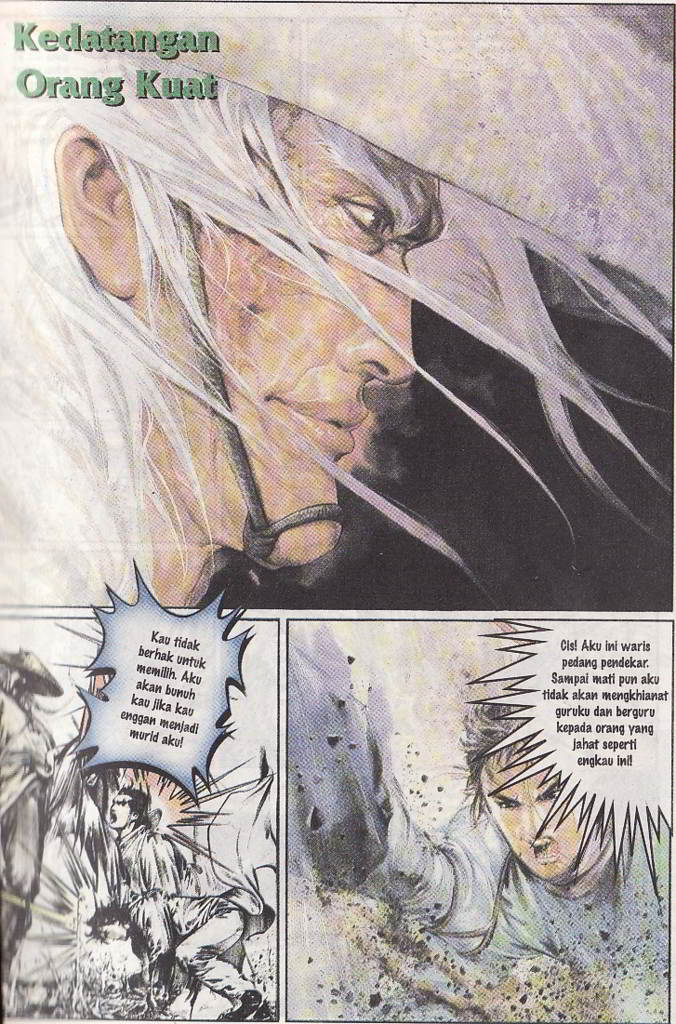 Kedatangan
Orang Kuat
Kau tidak
berhak untuk
memilih. Aku
akan bunuh
kau jika kau
enggan menjadi
murid aku!
Cis! Aku ini waris
pedang pendekar.
Sampai mati pun aku
tidak akan mengkhianat
guruku dan berguru
kepada orang yang
jahat seperti
engkau ini!